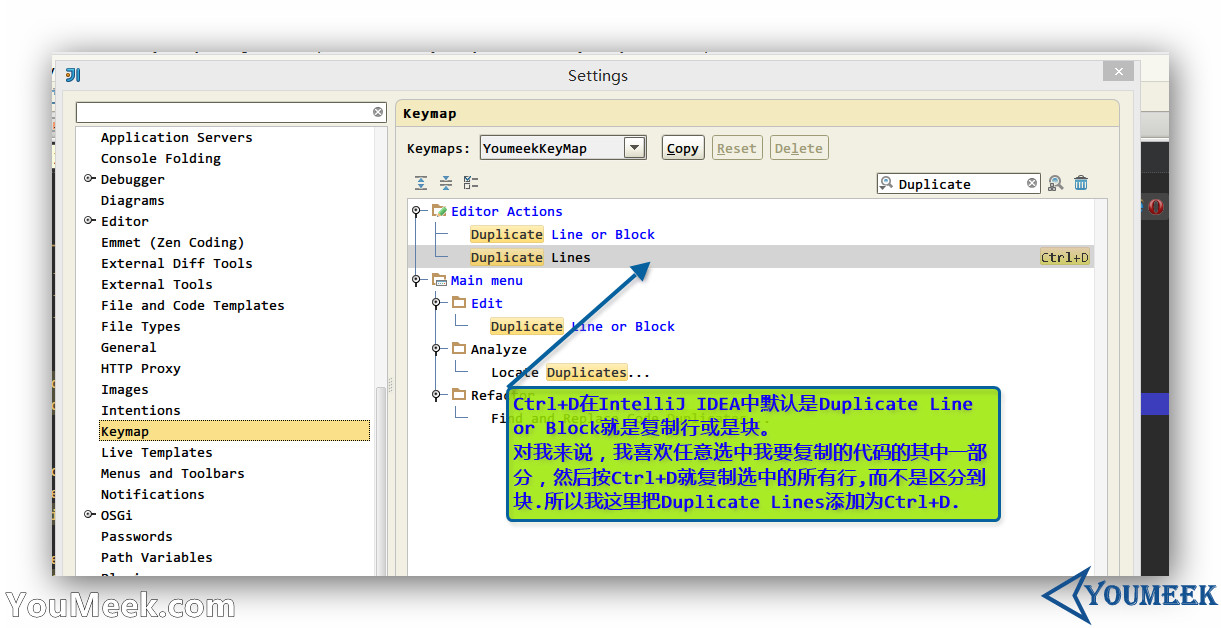 Settings
Keymap
Keymaps: YoumeekKeyMap Copy Reset Delete
Duplicate
Application Servers
Console Folding
Debugger
Diagrams
Editor
Emmet (Zen Coding)
External Diff Tools
External Tools
File and Code Templates
File Types
General
HTTP Proxy
Images
Intentions
Keymap
Live Templates
Menus and Toolbars
Notifications
OSGi
Passwords
Path Variables
Editor Actions
Duplicate Line or Block
Duplicate Lines Ctrl+D
Main menu
Edit
Duplicate Line or Block
Analyze
Locate Duplicates...
Ctrl+D在IntelliJ IDEA中默认是Duplicate Line
or Block就是复制行或是块。
对我来说，我喜欢任意选中我要复制的代码的其中一部
分，然后按Ctrl+D就复制选中的所有行,而不是区分到
块.所以我这里把Duplicate Lines添加为Ctrl+D.
YouMeek.com
YOUMEEK